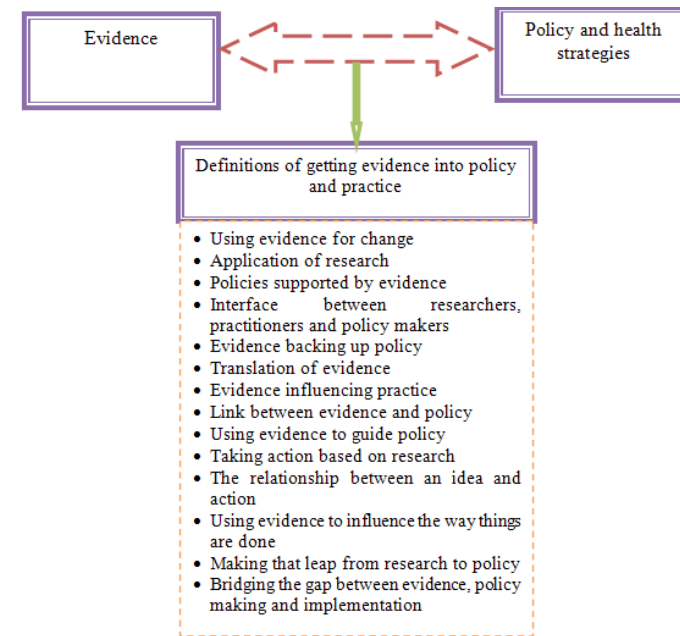 Evidence
Policy and health
strategies
Definitions of getting evidence into policy
and practice
• Using evidence for change
• Application of research
• Policies supported by evidence
• Interface between researchers,
practitioners and policy makers
• Evidence backing up policy
• Translation of evidence
• Evidence influencing practice
• Link between evidence and policy
• Using evidence to guide policy
• Taking action based on research
• The relationship between an idea and
action
• Using evidence to influence the way things
are done
• Making that leap from research to policy
• Bridging the gap between evidence, policy
making and implementation